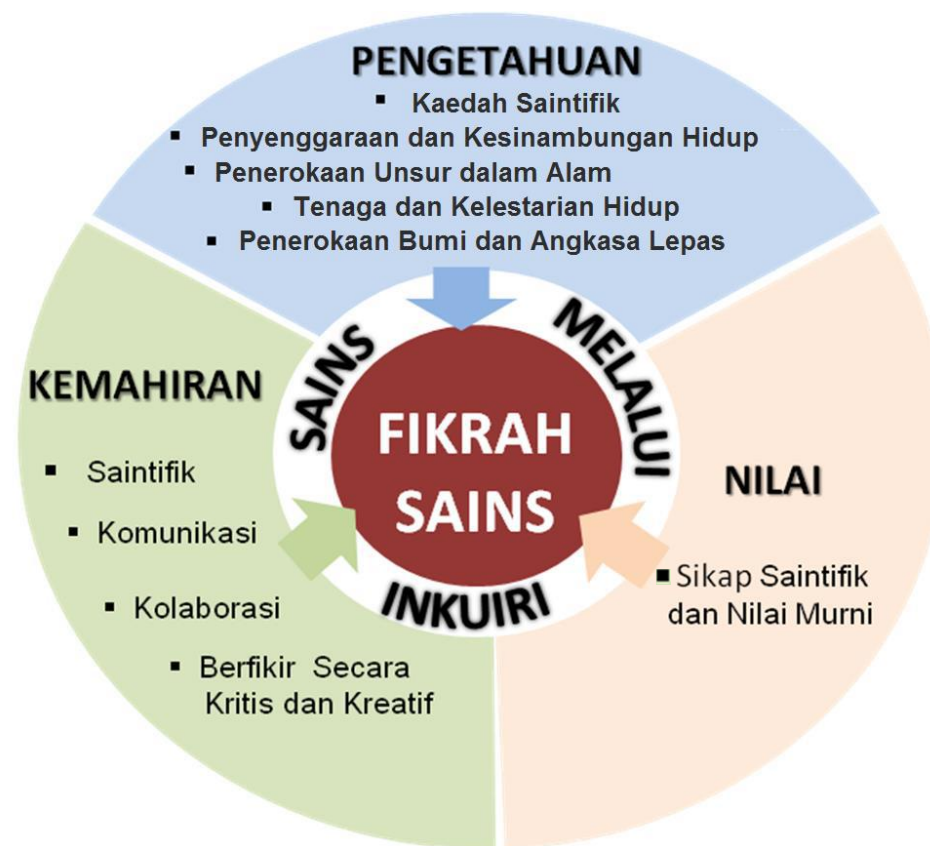 PENGETAHUAN
▪ Kaedah Saintifik
▪ Penyenggaraan dan Kesinambungan Hidup
▪ Penerokaan Unsur dalam Alam
▪ Tenaga dan Kelestarian Hidup
▪ Penerokaan Bumi dan Angkasa Lepas
KEMAHIRAN
▪ Saintifik
▪ Komunikasi
▪ Kolaborasi
▪ Berfikir Secara
Kritis dan Kreatif
SAINS
MELALUI
INKUIRI
FIKRAH
SAINS
NILAI
▪ Sikap Saintifik
dan Nilai Murni